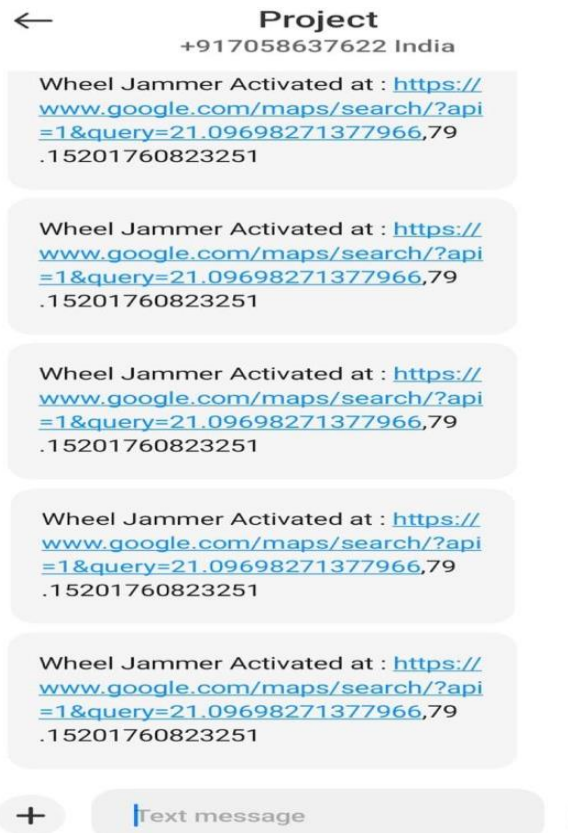 Project
+917058637622 India
Wheel Jammer Activated at : https://
www.google.com/maps/search/?api
=1&query=21.09698271377966,79
.15201760823251
Wheel Jammer Activated at : https://
www.google.com/maps/search/?api
=1&query=21.09698271377966,79
.15201760823251
Wheel Jammer Activated at : https://
www.google.com/maps/search/?api
=1&query=21.09698271377966,79
.15201760823251
Wheel Jammer Activated at : https://
www.google.com/maps/search/?api
=1&query=21.09698271377966,79
.15201760823251
Wheel Jammer Activated at : https://
www.google.com/maps/search/?api
=1&query=21.09698271377966,79
.15201760823251
Text message